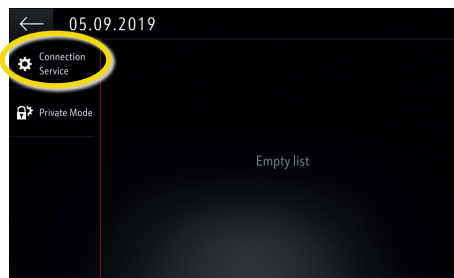 05.09.2019
Connection
Service
Private Mode
Empty list